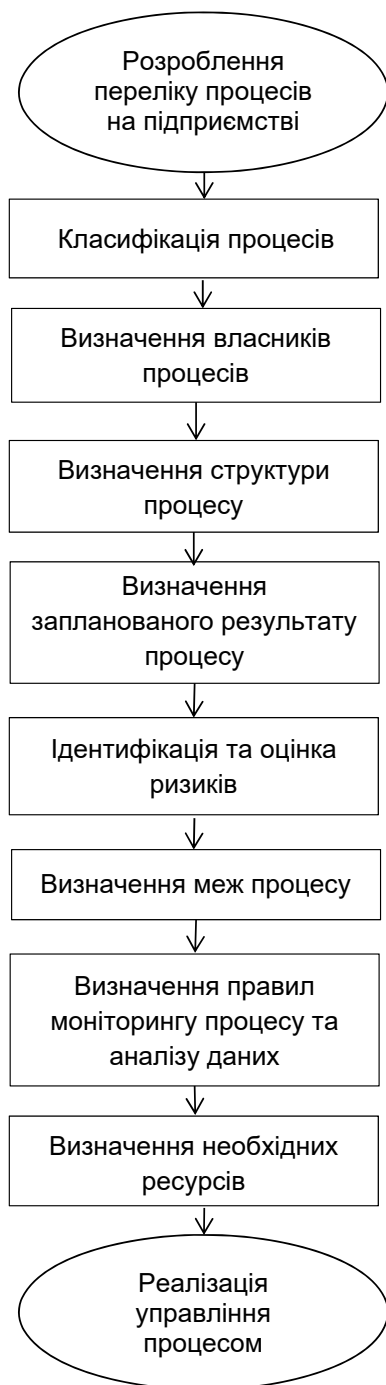 Розроблення
переліку процесів
на підприємстві
Класифікація процесів
Визначення власників
процесів
Визначення структури
процесу
Визначення
запланованого результату
процесу
Ідентифікація та оцінка
ризиків
Визначення меж процесу
Визначення правил
моніторингу процесу та
аналізу даних
Визначення необхідних
ресурсів
Реалізація
управління
процесом